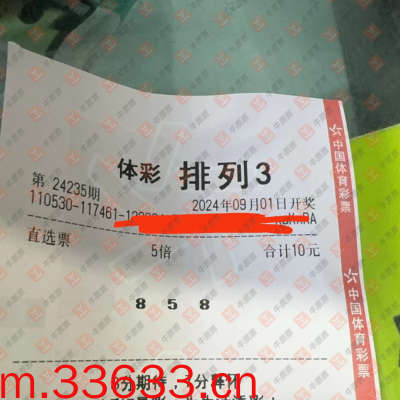 体彩 排列3
第 24235期 2024年09月01日开奖
110530-117461-
直选票 5倍 合计10元
8 5 8
中国体育彩票
中国体育彩票
m.33633.cn